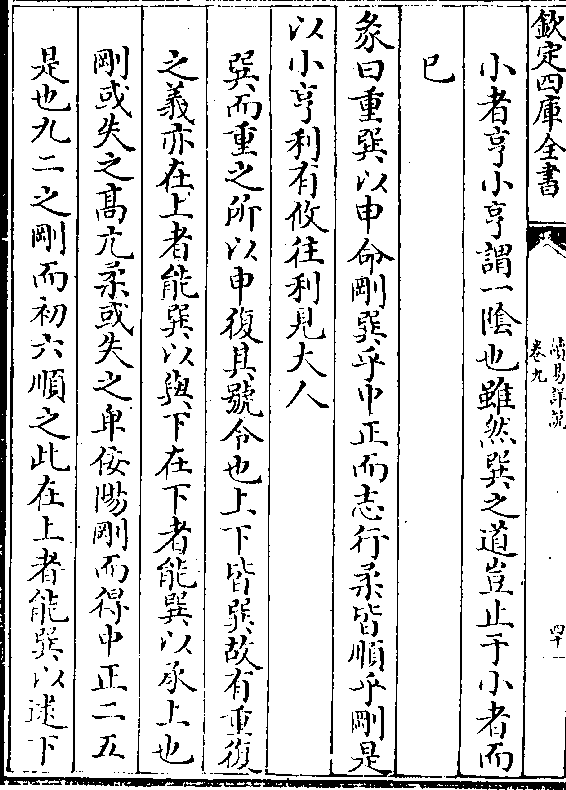 欽定四庫全書
讀易詳說
卷九
四十一
小者亨小亨謂一陰也雖然巽之道豈止于小者而
已
彖曰重巽以申命剛巽乎中正而志行柔皆順乎剛是
以小亨利有攸往利見大人
巽而重之所以申復其號令也上下皆巽故有重復
之義亦在上者能巽以與下在下者能巽以承上也
剛或失之髙亢柔或失之卑佞陽剛而得中正二五
是也九二之剛而初六順之此在上者能巽以逮下